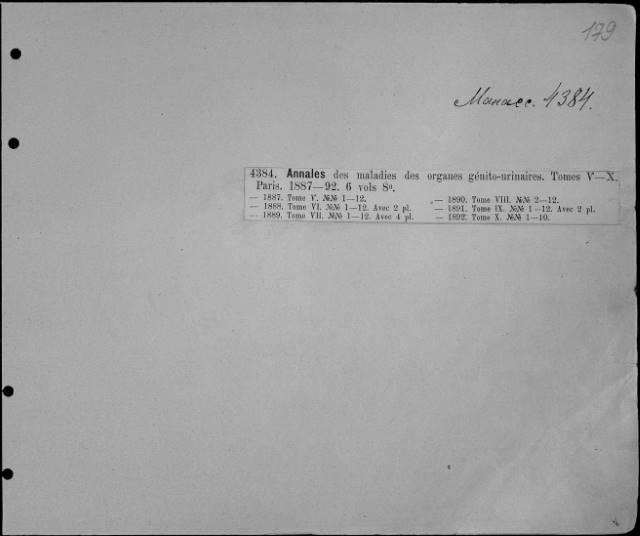 179
Манасс. 4384.
4384. Annales des maladies des organes génito-urinaires. Tomes V—X.
Paris. 1887—92. 6 vols 8º.
— 1887. Tome V. №№ 1—12.
— 1888. Tome VI. №№ 1—12. Avec 2 pl.
— 1889. Tome VII. №№ 1—12. Avec 4 pl.
— 1890. Tome VIII. №№ 2—12.
— 1891. Tome IX. №№ 1—12. Avec 2 pl.
— 1892. Tome X. №№ 1—10.